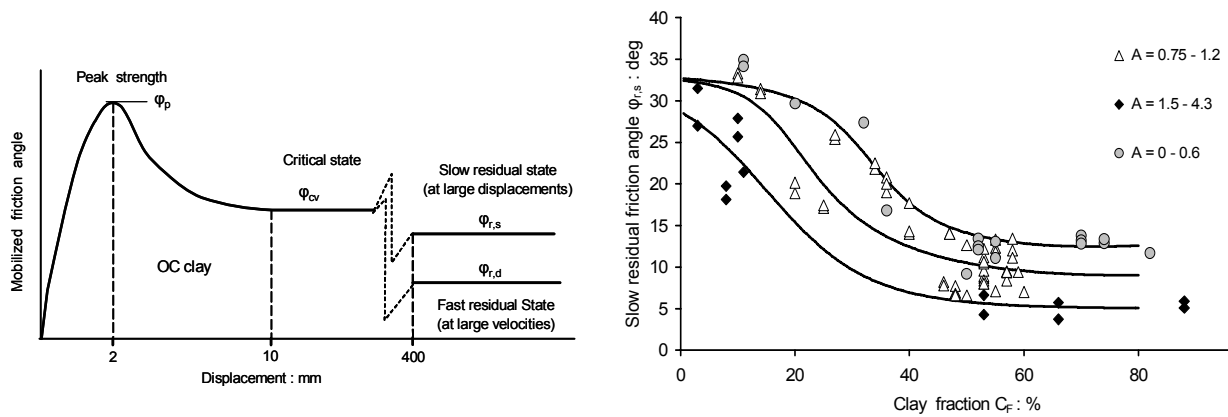 Mobilized friction angle
Peak strength
φp
Critical state
φcv
Slow residual state
(at large displacements)
φr,s
φr,d
Fast residual State
(at large velocities)
OC clay
2
10
400
Displacement : mm
Slow residual friction angle φr,s : deg
40
35
30
25
20
15
10
5
0
0
20
40
60
80
Clay fraction CF : %
A = 0.75 - 1.2
A = 1.5 - 4.3
A = 0 - 0.6